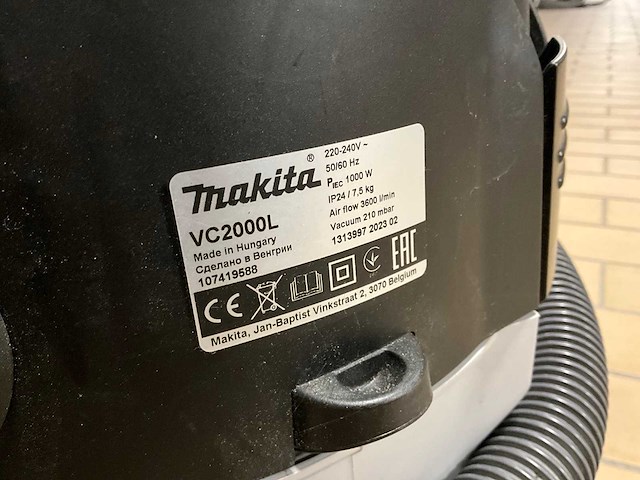 makita®
VC2000L
Made in Hungary
Сделано в Венгрии
107419588
220-240V ~
50/60 Hz
PIEC 1000 W
IP24 / 7,5 kg
Air flow 3600 l/min
Vacuum 210 mbar
1313997 2023 02
CE
EAC
Makita, Jan-Baptist Vinkstraat 2, 3070 Belgium